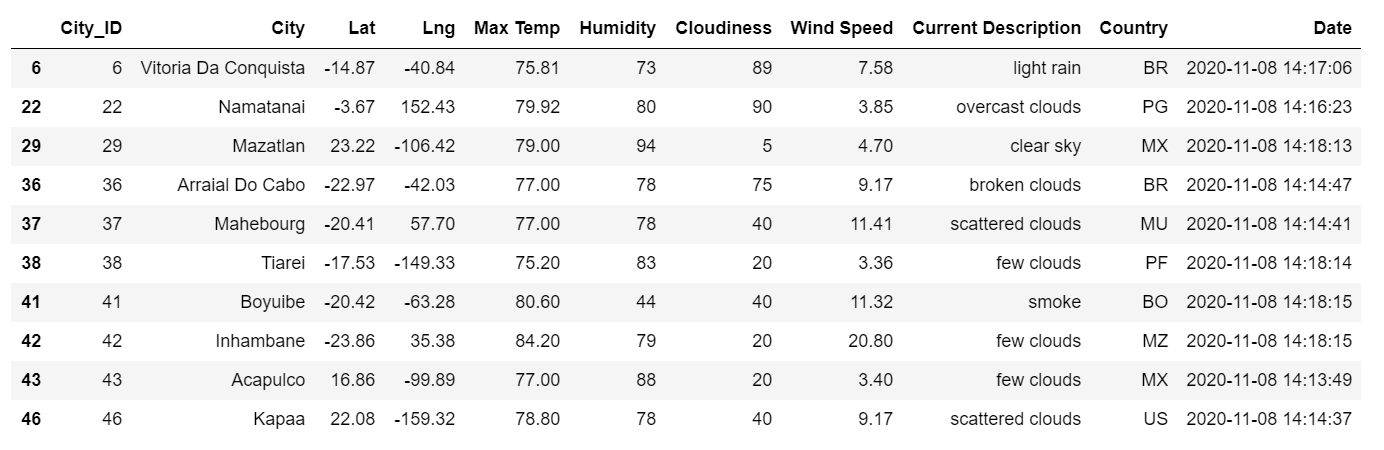 City_ID City Lat Lng Max Temp Humidity Cloudiness Wind Speed Current Description Country Date
6 6 Vitoria Da Conquista -14.87 -40.84 75.81 73 89 7.58 light rain BR 2020-11-08 14:17:06
22 22 Namatanai -3.67 152.43 79.92 80 90 3.85 overcast clouds PG 2020-11-08 14:16:23
29 29 Mazatlan 23.22 -106.42 79.00 94 5 4.70 clear sky MX 2020-11-08 14:18:13
36 36 Arraial Do Cabo -22.97 -42.03 77.00 78 75 9.17 broken clouds BR 2020-11-08 14:14:47
37 37 Mahebourg -20.41 57.70 77.00 78 40 11.41 scattered clouds MU 2020-11-08 14:14:41
38 38 Tiarei -17.53 -149.33 75.20 83 20 3.36 few clouds PF 2020-11-08 14:18:14
41 41 Boyuibe -20.42 -63.28 80.60 44 40 11.32 smoke BO 2020-11-08 14:18:15
42 42 Inhambane -23.86 35.38 84.20 79 20 20.80 few clouds MZ 2020-11-08 14:18:15
43 43 Acapulco 16.86 -99.89 77.00 88 20 3.40 few clouds MX 2020-11-08 14:13:49
46 46 Kapaa 22.08 -159.32 78.80 78 40 9.17 scattered clouds US 2020-11-08 14:14:37